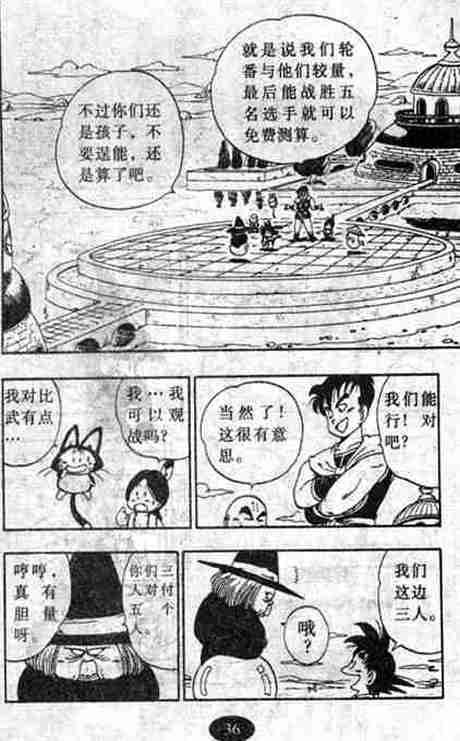 就是说我们轮
番与他们较量，
最后能战胜五
名选手就可以
免费测算。
不过你们还
是孩子，不
要逞能，还
是算了吧。
我们能
行！对
吧？
当然了！
这很有意
思。
我…我
可以观
战吗？
我对比
武有点
…
我们
这边
三人。
哦？
你们三
人对付
五个
人。
哼哼，
真有
胆量
呀。
36